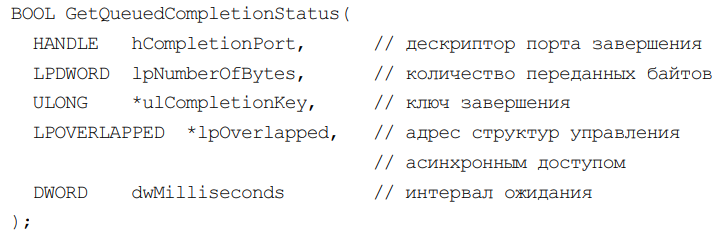 BOOL GetQueuedCompletionStatus(
HANDLE hCompletionPort, // дескриптор порта завершения
LPDWORD lpNumberOfBytes, // количество переданных байтов
ULONG *ulCompletionKey, // ключ завершения
LPOVERLAPPED *lpOverlapped, // адрес структур управления
// асинхронным доступом
DWORD dwMilliseconds // интервал ожидания
);